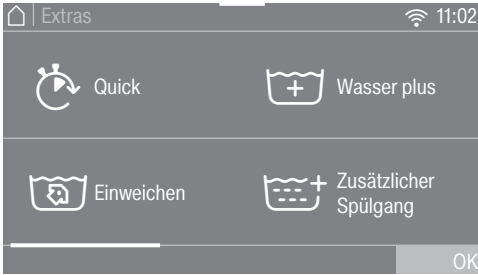 Extras
11:02
Quick
Wasser plus
Einweichen
Zusätzlicher
Spülgang
OK